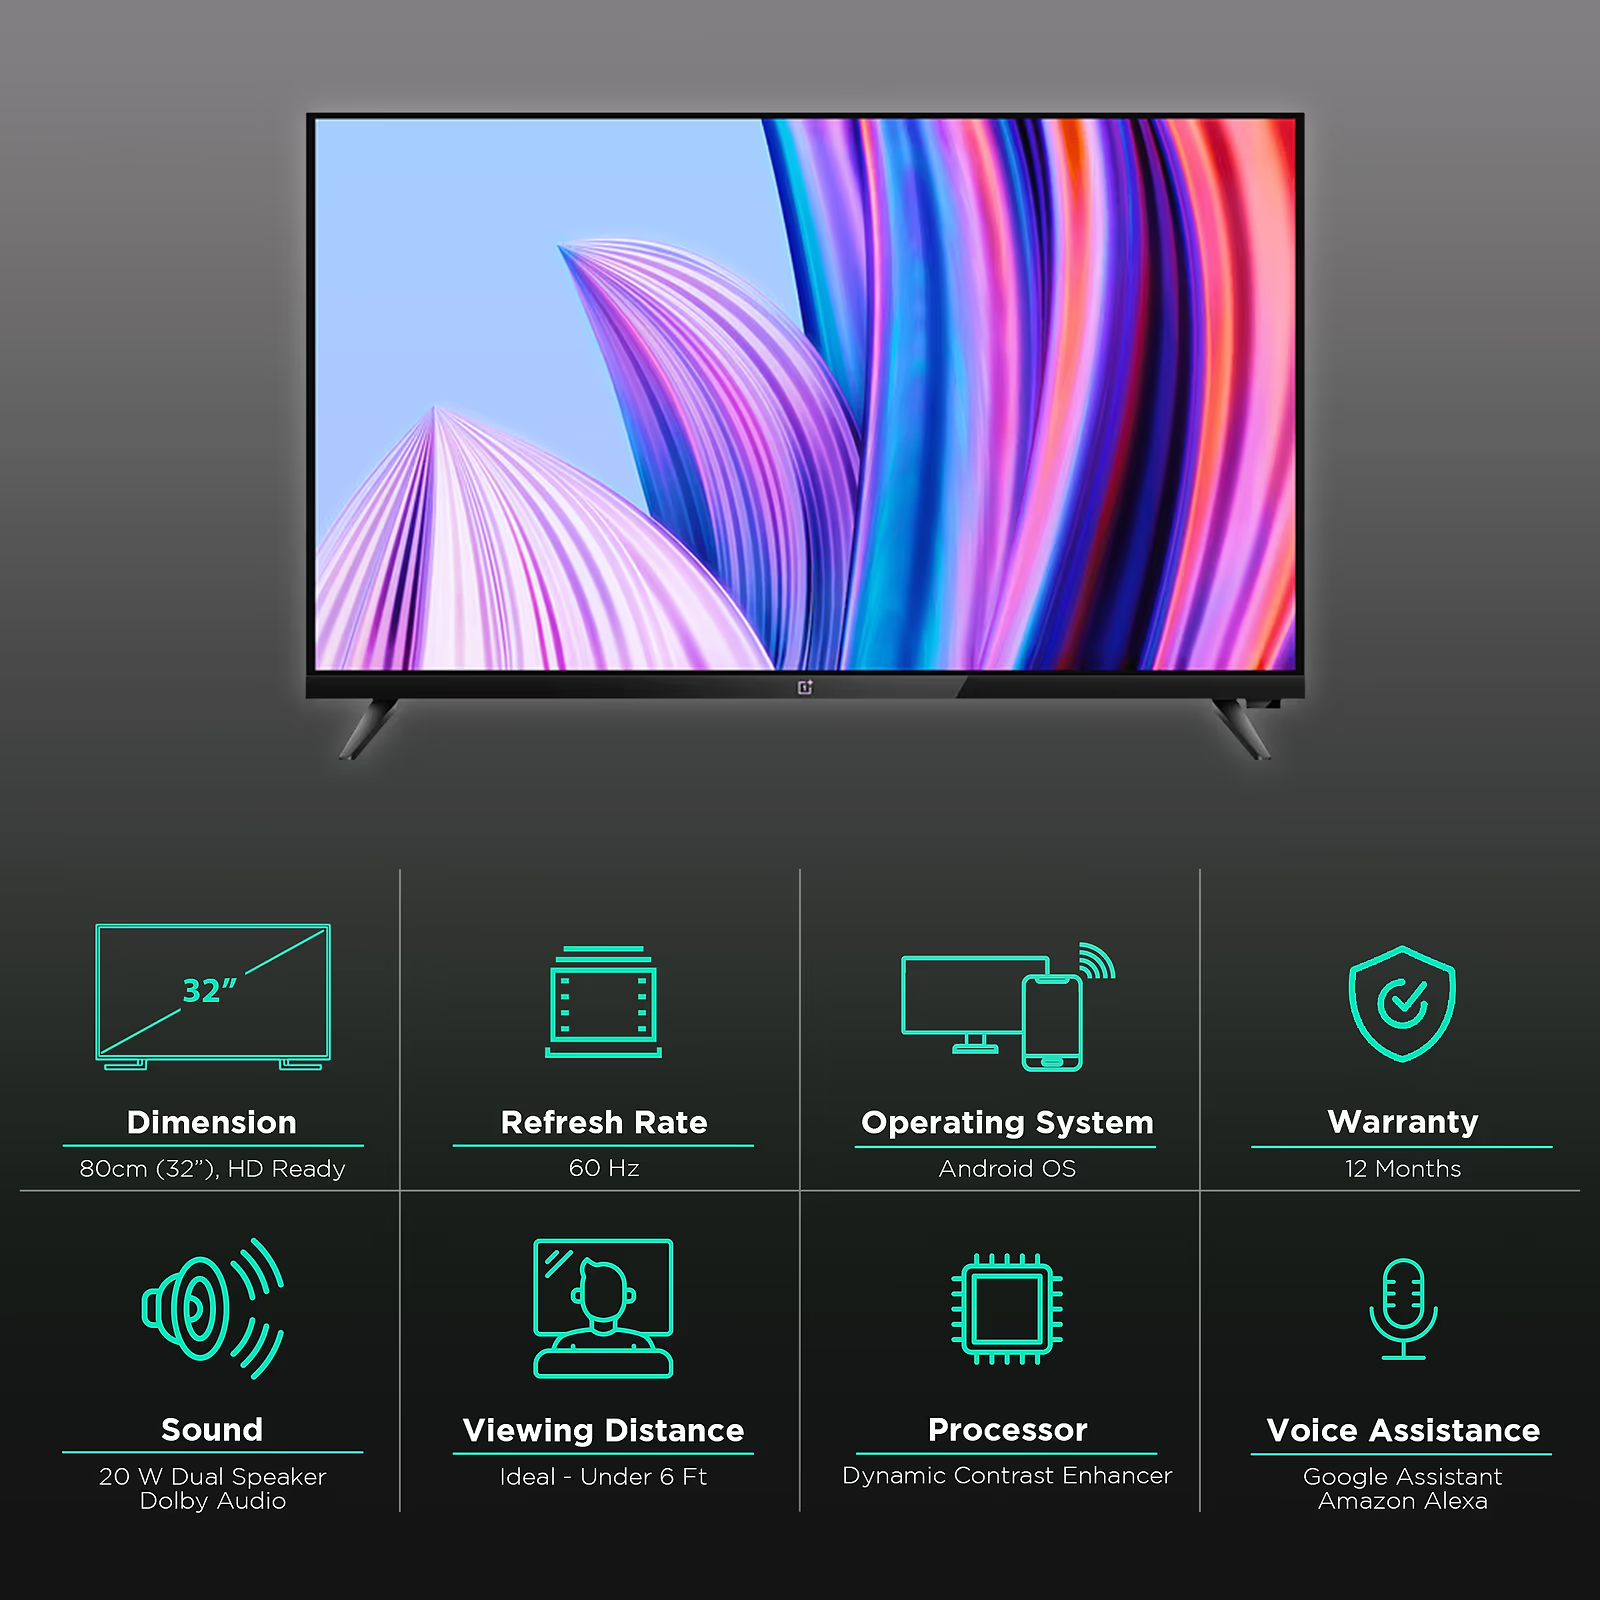 32”
Dimension
80cm (32”), HD Ready
Refresh Rate
60 Hz
Operating System
Android OS
Warranty
12 Months
Sound
20 W Dual Speaker
Dolby Audio
Viewing Distance
Ideal - Under 6 Ft
Processor
Dynamic Contrast Enhancer
Voice Assistance
Google Assistant
Amazon Alexa